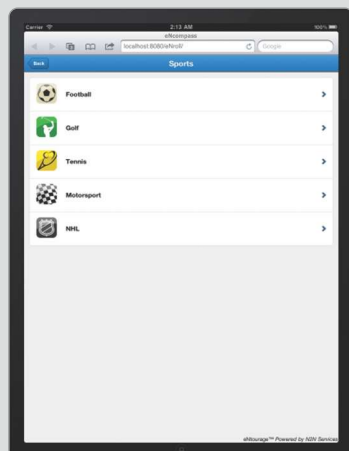 Carrier 2:13 AM 100%
eNcompass
localhost:8080/eNroll/ Google
Back Sports
Football
Golf
Tennis
Motorsport
NHL
eNtourage™ Powered by N2N Services